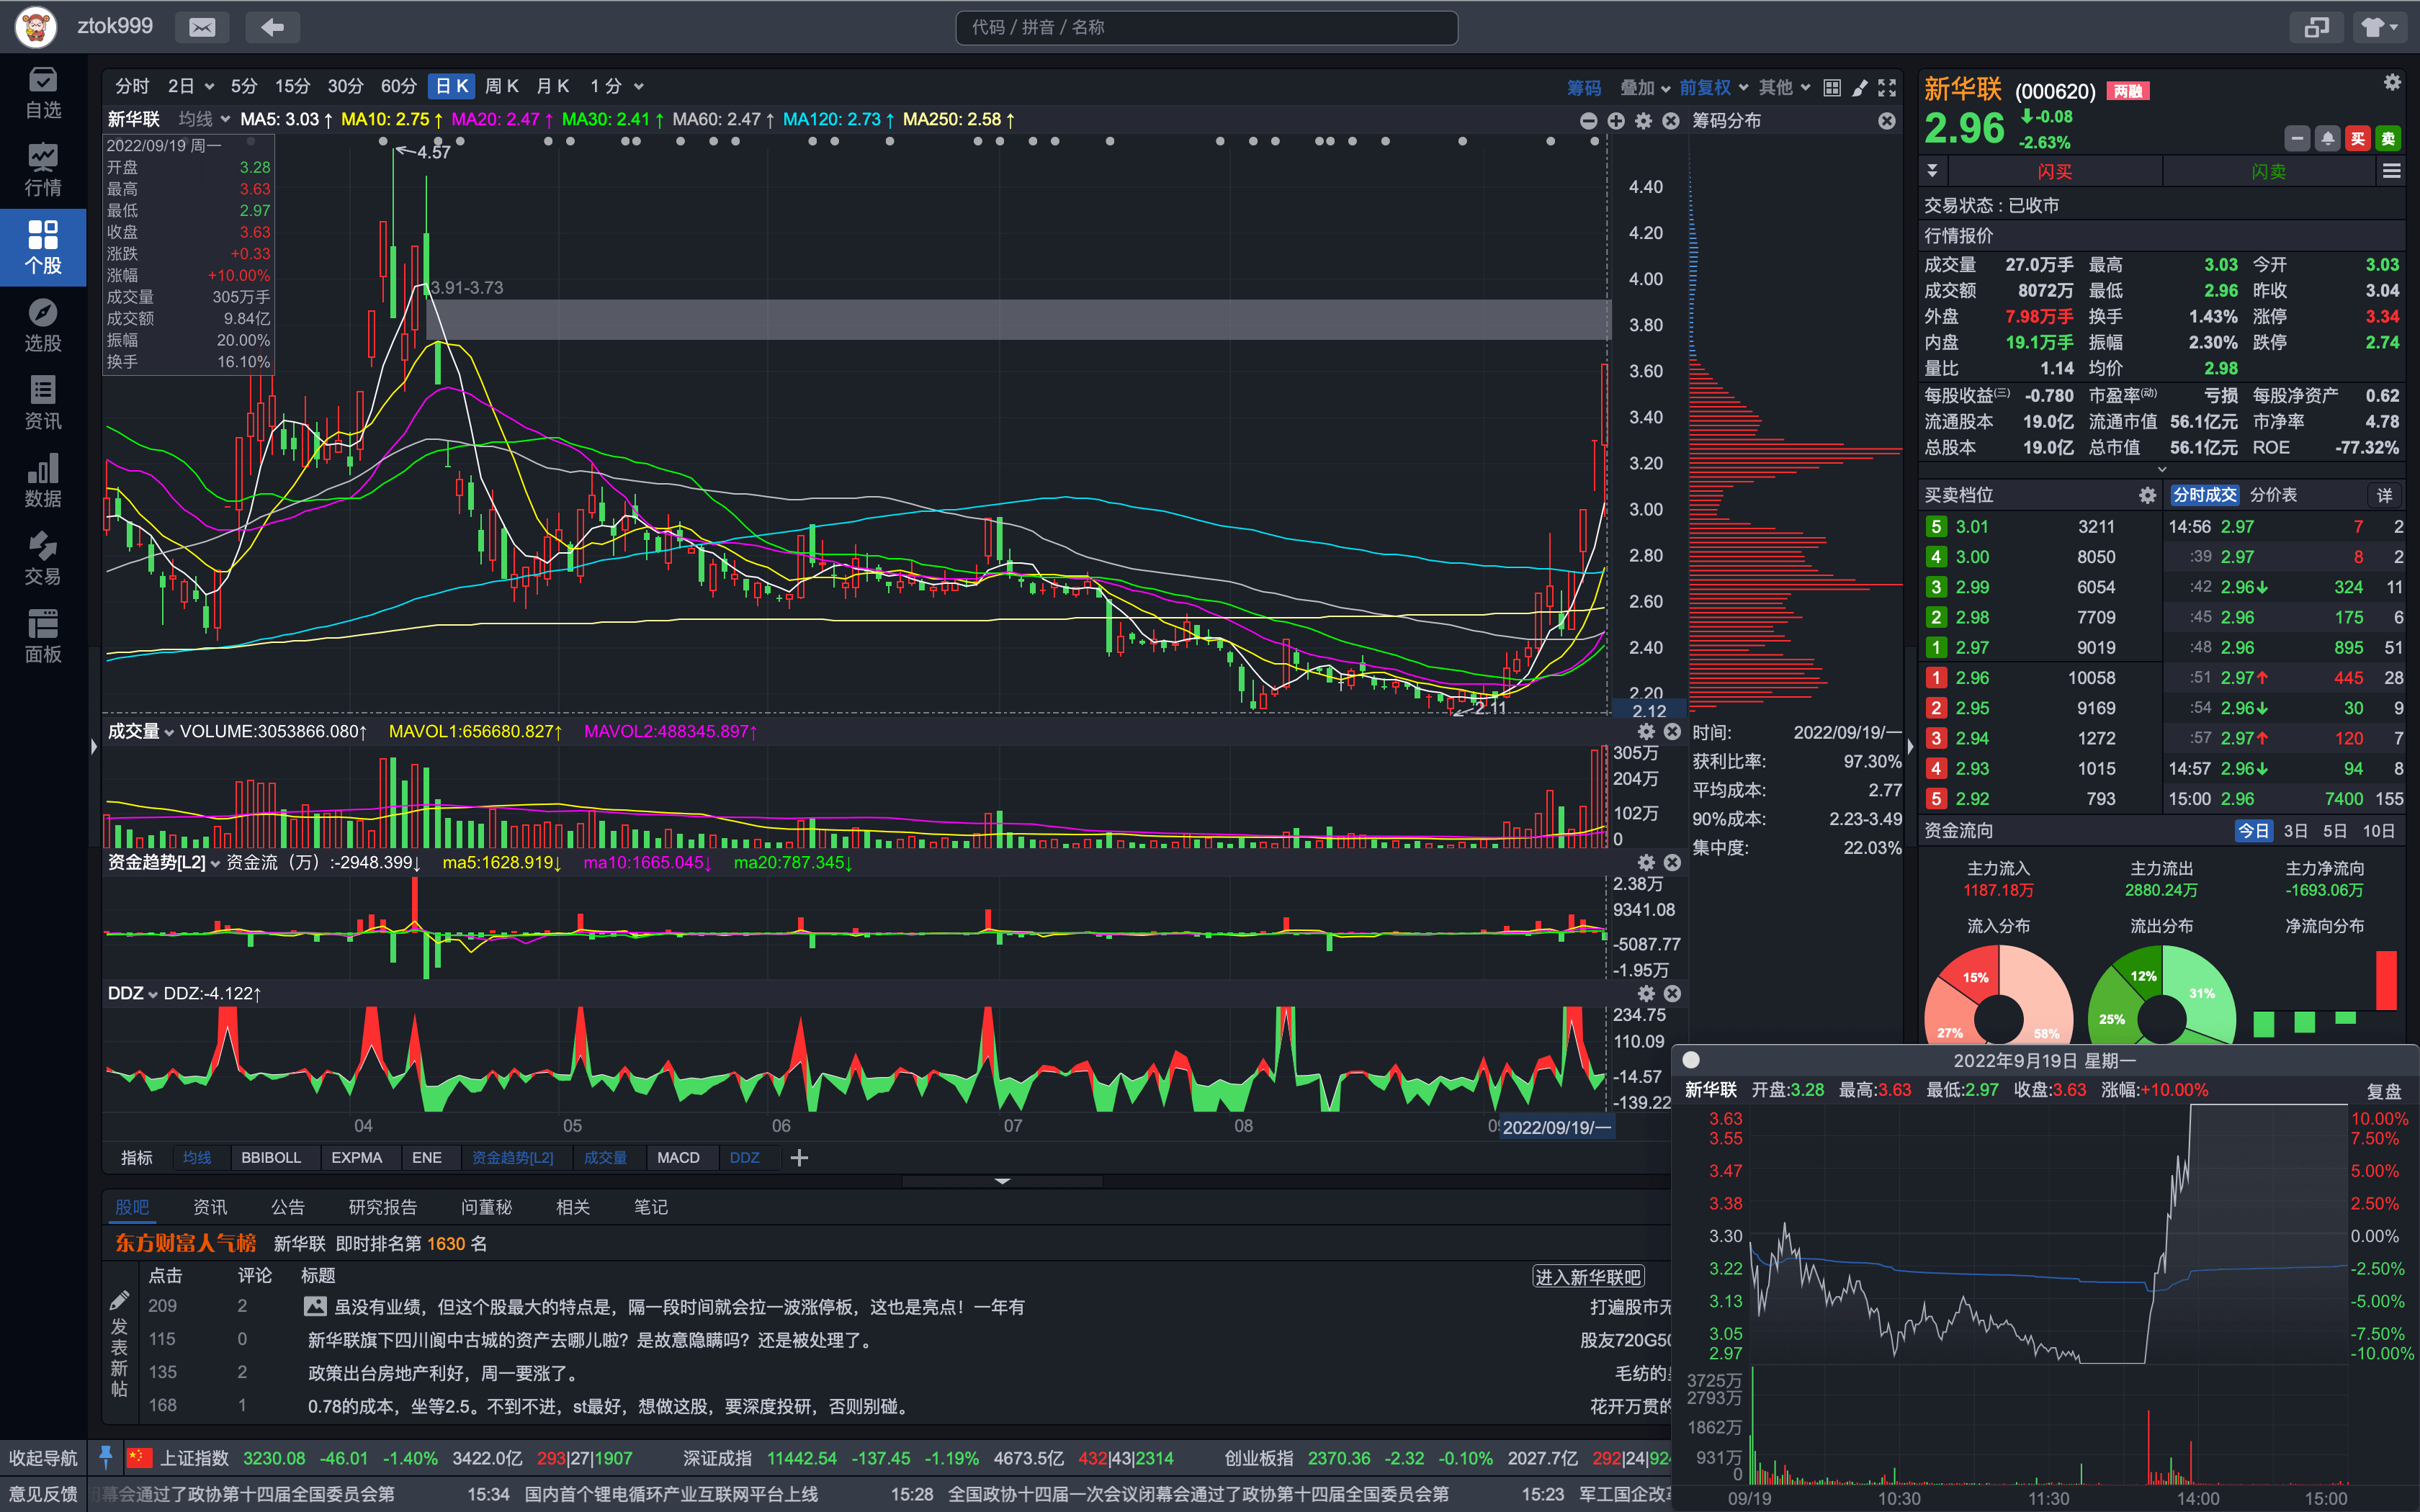 ztok999
代码 / 拼音 / 名称
自选
行情
个股
选股
资讯
数据
交易
面板
分时 2日 5分 15分 30分 60分 日K 周K 月K 1分
筹码 叠加 前复权 其他
新华联 均线 MA5: 3.03↑ MA10: 2.75↑ MA20: 2.47↑ MA30: 2.41↑ MA60: 2.47↑ MA120: 2.73↑ MA250: 2.58↑
筹码分布
2022/09/19 周一
开盘 3.28
最高 3.63
最低 2.97
收盘 3.63
涨跌 +0.33
涨幅 +10.00%
成交量 305万手
成交额 9.84亿
振幅 20.00%
换手 16.10%
4.57
3.91-3.73
2.11
4.40
4.20
4.00
3.80
3.60
3.40
3.20
3.00
2.80
2.60
2.40
2.20
2.12
成交量 VOLUME:3053866.080↑ MAVOL1:656680.827↑ MAVOL2:488345.897↑
305万
204万
102万
0
资金趋势[L2] 资金流（万）:-2948.399↓ ma5:1628.919↓ ma10:1665.045↓ ma20:787.345↓
2.38万
9341.08
-5087.77
-1.95万
DDZ DDZ:-4.122↑
234.75
110.09
-14.57
-139.22
04 05 06 07 08 2022/09/19/一
时间: 2022/09/19/一
获利比率: 97.30%
平均成本: 2.77
90%成本: 2.23-3.49
集中度: 22.03%
指标 均线 BBIBOLL EXPMA ENE 资金趋势[L2] 成交量 MACD DDZ
股吧 资讯 公告 研究报告 问董秘 相关 笔记
东方财富人气榜 新华联 即时排名第 1630 名
点击 评论 标题 进入新华联吧
发表新帖
209 2 虽没有业绩，但这个股最大的特点是，隔一段时间就会拉一波涨停板，这也是亮点！一年有 打遍股市无
115 0 新华联旗下四川阆中古城的资产去哪儿啦？是故意隐瞒吗？还是被处理了。 股友720G50
135 2 政策出台房地产利好，周一要涨了。 毛纺的
168 1 0.78的成本，坐等2.5。不到不进，st最好，想做这股，要深度投研，否则别碰。 花开万贯的
新华联 (000620) 两融
2.96 -0.08
-2.63%
买 卖
闪买 闪卖
交易状态 : 已收市
行情报价
成交量 27.0万手 最高 3.03 今开 3.03
成交额 8072万 最低 2.96 昨收 3.04
外盘 7.98万手 换手 1.43% 涨停 3.34
内盘 19.1万手 振幅 2.30% 跌停 2.74
量比 1.14 均价 2.98
每股收益(三) -0.780 市盈率(动) 亏损 每股净资产 0.62
流通股本 19.0亿 流通市值 56.1亿元 市净率 4.78
总股本 19.0亿 总市值 56.1亿元 ROE -77.32%
买卖档位 分时成交 分价表 详
5 3.01 3211 14:56 2.97 7 2
4 3.00 8050 :39 2.97 8 2
3 2.99 6054 :42 2.96↓ 324 11
2 2.98 7709 :45 2.96 175 6
1 2.97 9019 :48 2.96 895 51
1 2.96 10058 :51 2.97↑ 445 28
2 2.95 9169 :54 2.96↓ 30 9
3 2.94 1272 :57 2.97↑ 120 7
4 2.93 1015 14:57 2.96↓ 94 8
5 2.92 793 15:00 2.96 7400 155
资金流向 今日 3日 5日 10日
主力流入 主力流出 主力净流向
1187.18万 2880.24万 -1693.06万
流入分布 流出分布 净流向分布
15% 27% 58%
12% 31% 25%
2022年9月19日 星期一
新华联 开盘:3.28 最高:3.63 最低:2.97 收盘:3.63 涨幅:+10.00% 复盘
3.63 10.00%
3.55 7.50%
3.47 5.00%
3.38 2.50%
3.30 0.00%
3.22 -2.50%
3.13 -5.00%
3.05 -7.50%
2.97 -10.00%
3725万
2793万
1862万
931万
0
09/19 10:30 11:30 14:00 15:00
收起导航 上证指数 3230.08 -46.01 -1.40% 3422.0亿 293|27|1907 深证成指 11442.54 -137.45 -1.19% 4673.5亿 432|43|2314 创业板指 2370.36 -2.32 -0.10% 2027.7亿 292|24|924
意见反馈 幕会通过了政协第十四届全国委员会第 15:34 国内首个锂电循环产业互联网平台上线 15:28 全国政协十四届一次会议闭幕会通过了政协第十四届全国委员会第 15:23 军工国企改